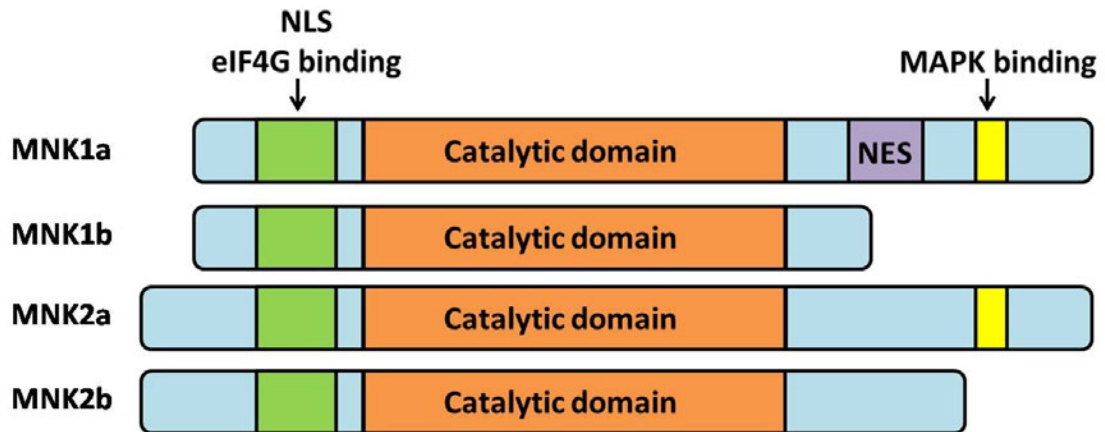 NLS
eIF4G binding
MAPK binding
MNK1a
Catalytic domain
NES
MNK1b
Catalytic domain
MNK2a
Catalytic domain
MNK2b
Catalytic domain